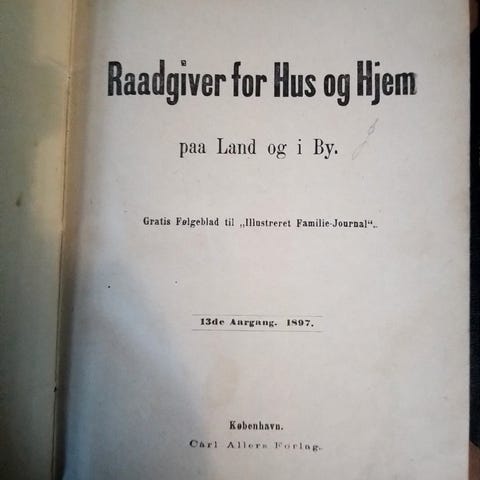 Raadgiver for Hus og Hjem
paa Land og i By.
Gratis Følgeblad til „Illustreret Familie-Journal“.
13de Aargang. 1897.
København.
Carl Allers Forlag.